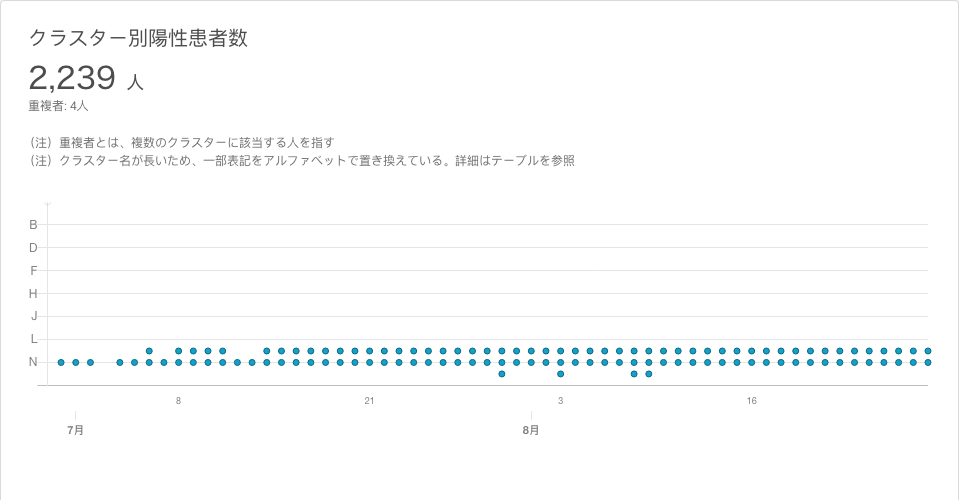 クラスター別陽性患者数
2,239 人
重複者: 4人
（注）重複者とは、複数のクラスターに該当する人を指す
（注）クラスター名が長いため、一部表記をアルファベットで置き換えている。詳細はテーブルを参照
B
D
F
H
J
L
N
8 21 3 16
7月 8月